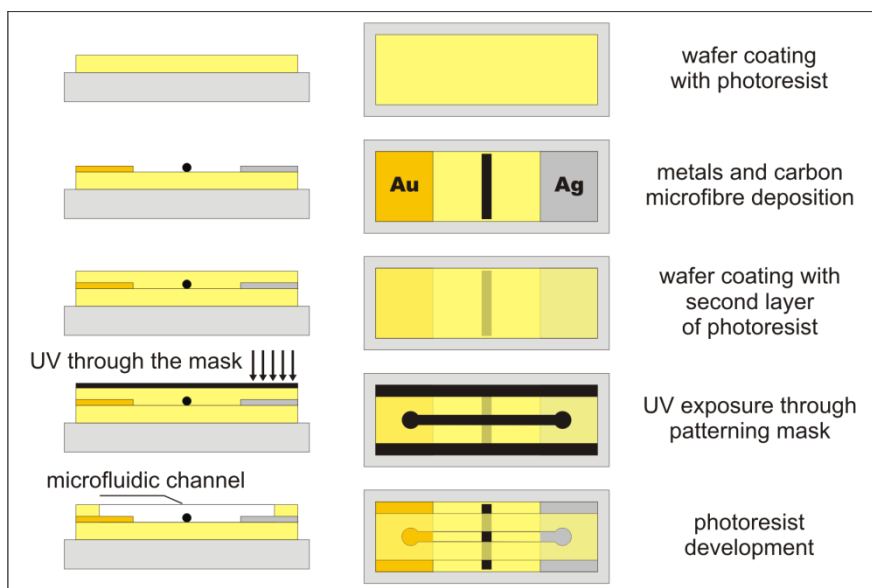 wafer coating
with photoresist
Au
Ag
metals and carbon
microfibre deposition
wafer coating with
second layer
of photoresist
UV through the mask
UV exposure through
patterning mask
microfluidic channel
photoresist
development